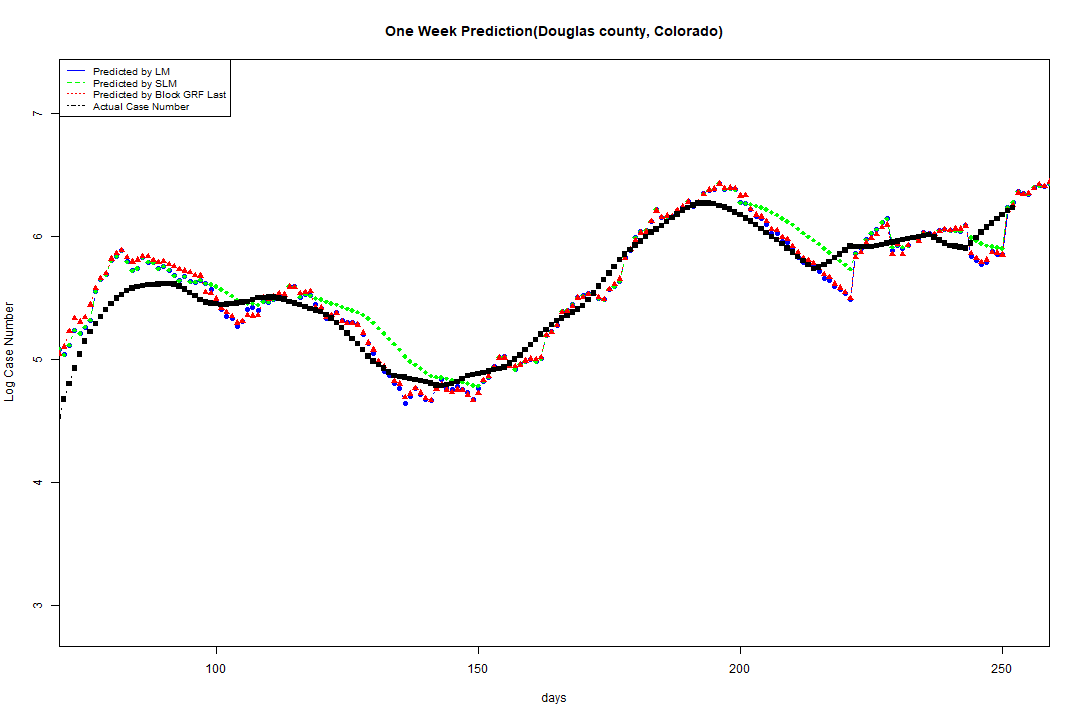 One Week Prediction(Douglas county, Colorado)
Predicted by LM
Predicted by SLM
Predicted by Block GRF Last
Actual Case Number
7
6
5
4
3
Log Case Number
100 150 200 250
days